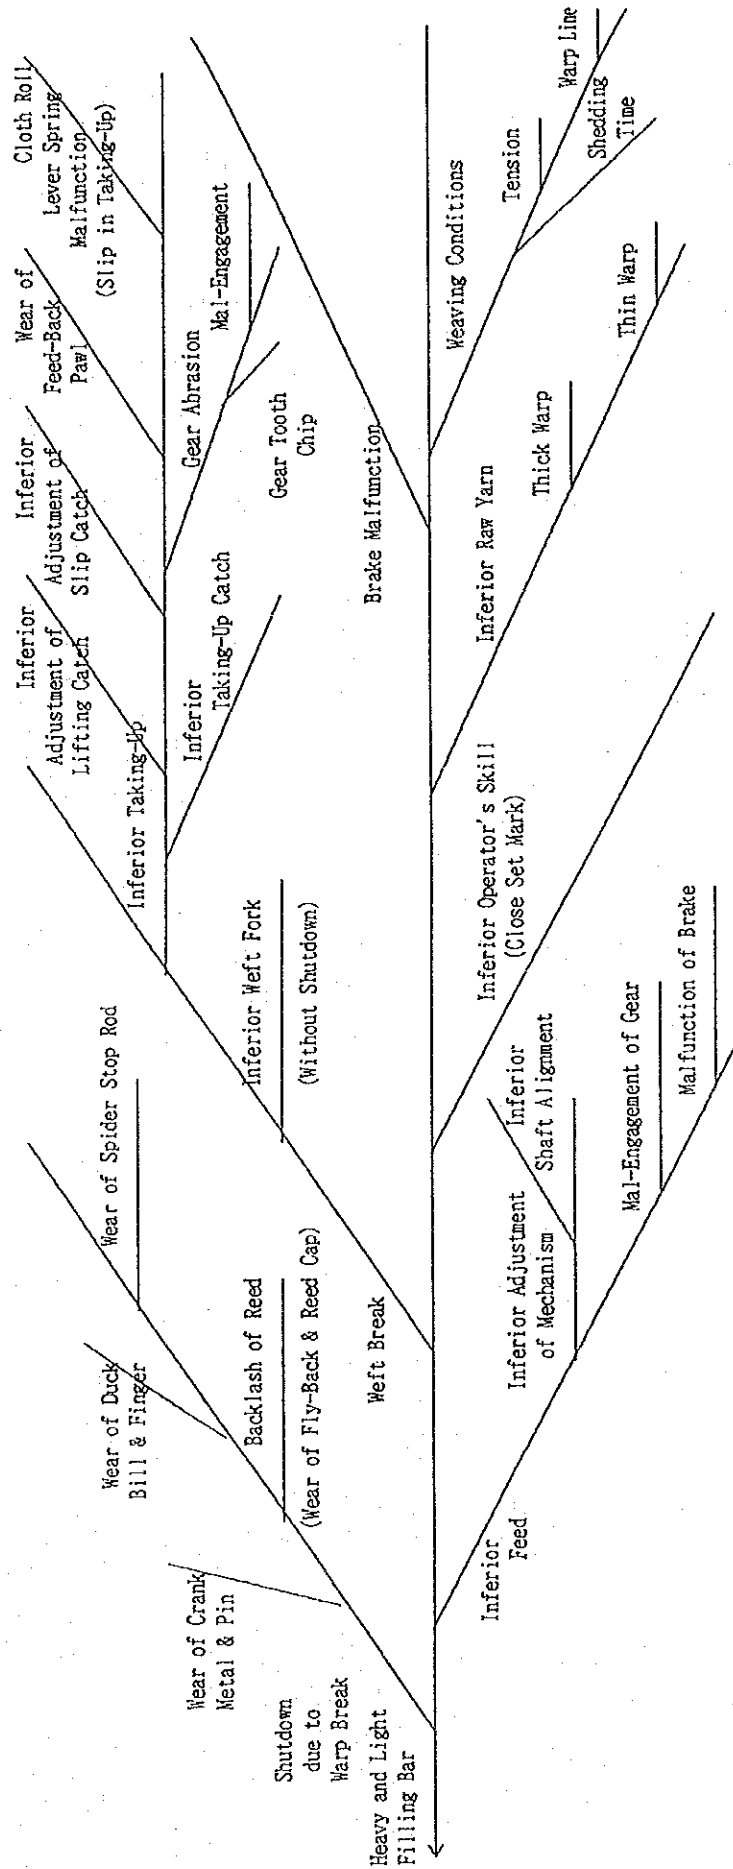 Heavy and Light
Filling Bar
Shutdown
due to
Warp Break
Wear of Crank
Metal & Pin
Backlash of Reed
(Wear of Fly-Back & Reed Cap)
Wear of Duck
Bill & Finger
Wear of Spider Stop Rod
Weft Break
Inferior Weft Fork
(Without Shutdown)
Inferior Taking-Up
Inferior
Adjustment of
Lifting Catch
Inferior
Adjustment of
Slip Catch
Wear of
Feed-Back
Pawl
Cloth Roll
Lever Spring
Malfunction
(Slip in Taking-Up)
Inferior
Taking-Up Catch
Gear Abrasion
Gear Tooth
Chip
Mal-Engagement
Brake Malfunction
Inferior
Feed
Inferior Adjustment
of Mechanism
Inferior
Shaft Alignment
Mal-Engagement of Gear
Malfunction of Brake
Inferior Operator's Skill
(Close Set Mark)
Inferior Raw Yarn
Thick Warp
Thin Warp
Weaving Conditions
Tension
Shedding
Time
Warp Line